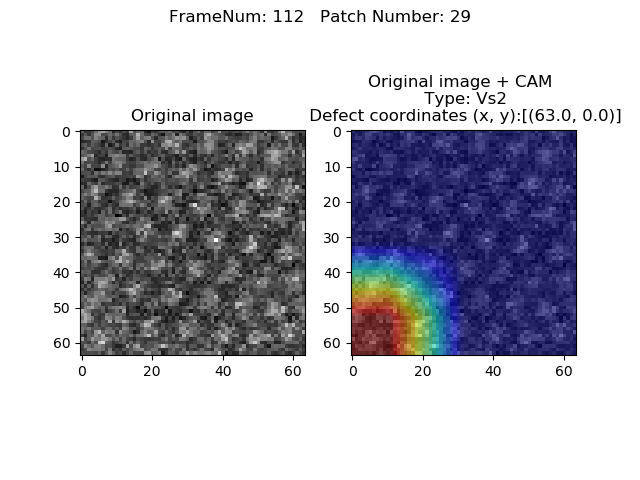 FrameNum: 112   Patch Number: 29
Original image
Original image + CAM
Type: Vs2
Defect coordinates (x, y):[(63.0, 0.0)]
0
10
20
30
40
50
60
0 20 40 60
0
10
20
30
40
50
60
0 20 40 60